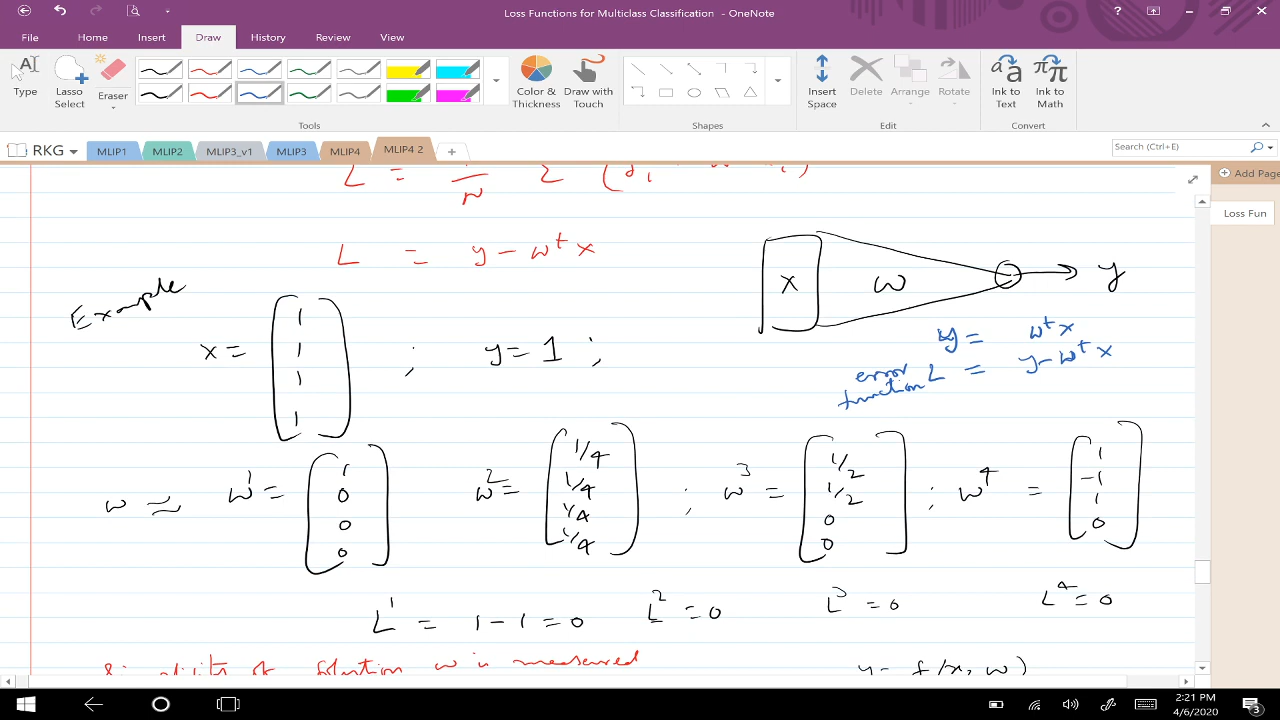 Loss Functions for Multiclass Classification - OneNote
File Home Insert Draw History Review View
Type Lasso Select Eraser Color & Thickness Draw with Touch Insert Space Delete Arrange Rotate Ink to Text Ink to Math
Tools Shapes Edit Convert
RKG MLIP1 MLIP2 MLIP3_v1 MLIP3 MLIP4 MLIP4 2 Search (Ctrl+E)
Add Page
Loss Fun
L = y - w^t x
x w y
Example
x = [1 1 1 1] ; y = 1 ;
y = w^t x
error function L = y - w^t x
w ≈ w^1 = [1 0 0 0] w^2 = [1/4 1/4 1/4 1/4] ; w^3 = [1/2 1/2 0 0] ; w^4 = [1 -1 1 0]
L^1 = 1 - 1 = 0 L^2 = 0 L^3 = 0 L^4 = 0
of solution w is measured y = f(x, w)
2:21 PM
4/6/2020
3